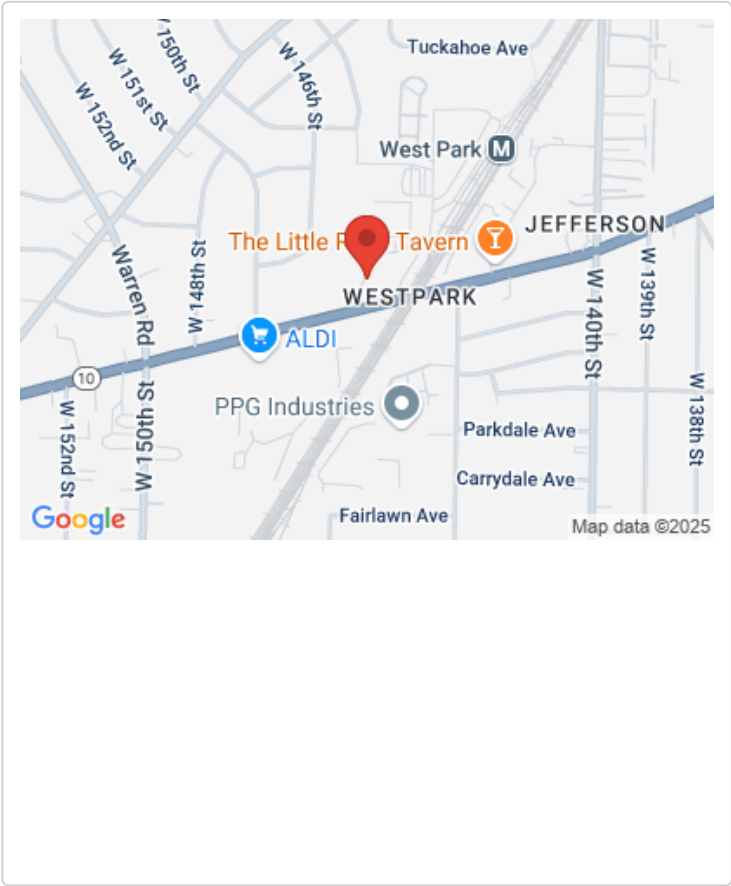 Tuckahoe Ave
W 150th St
W 146th St
W 151st St
W 152nd St
West Park M
JEFFERSON
The Little R Tavern
Warren Rd
W 148th St
W 139th St
W 140th St
WESTPARK
ALDI
10
W 150th St
W 152nd St
PPG Industries
W 138th St
Parkdale Ave
Carrydale Ave
Fairlawn Ave
Google
Map data ©2025